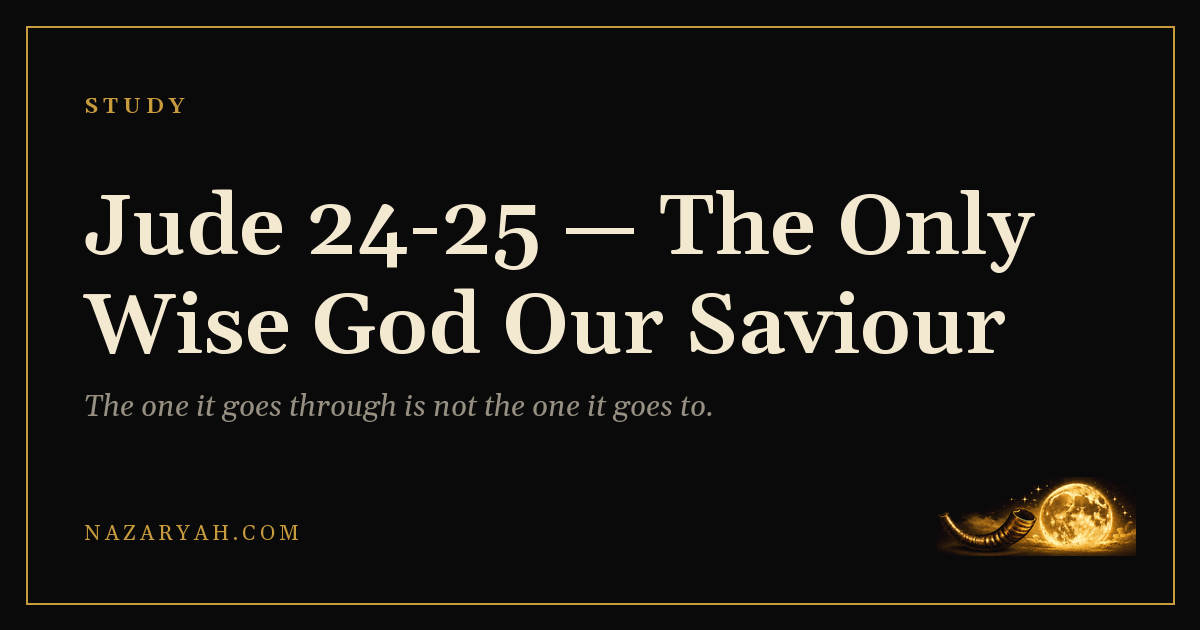 STUDY
Jude 24-25 — The Only
Wise God Our Saviour
The one it goes through is not the one it goes to.
NAZARYAH.COM